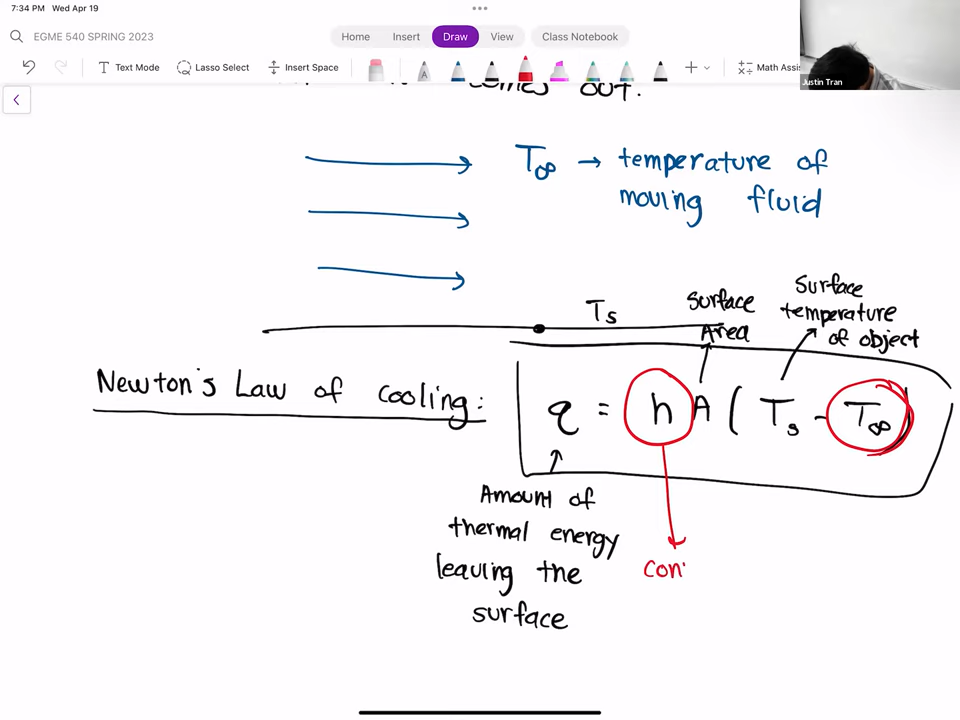 7:34 PM Wed Apr 19
EGME 540 SPRING 2023
Home Insert Draw View Class Notebook
Text Mode Lasso Select Insert Space Math Assis
Justin Tran
out.
T∞ → temperature of
moving fluid
Ts
Surface
Area
Surface
temperature
of object
Newton's Law of cooling:
q = h A ( Ts - T∞ )
Amount of
thermal energy
leaving the
surface
con